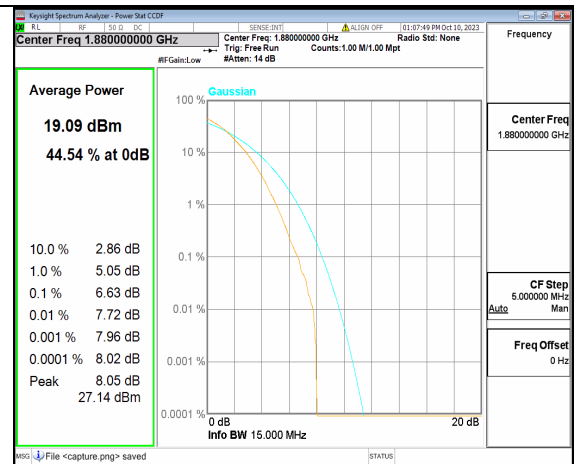 Keysight Spectrum Analyzer - Power Stat CCDF
RL RF 50 Ω DC SENSE:INT ALIGN OFF 01:07:49 PM Oct 10, 2023
Center Freq 1.880000000 GHz
Center Freq: 1.880000000 GHz Radio Std: None
Trig: Free Run Counts:1.00 M/1.00 Mpt
#IFGain:Low #Atten: 14 dB
Frequency
Average Power
19.09 dBm
44.54 % at 0dB
10.0 % 2.86 dB
1.0 % 5.05 dB
0.1 % 6.63 dB
0.01 % 7.72 dB
0.001 % 7.96 dB
0.0001 % 8.02 dB
Peak 8.05 dB
27.14 dBm
Gaussian
100 %
10 %
1 %
0.1 %
0.01 %
0.001 %
0.0001 %
0 dB 20 dB
Info BW 15.000 MHz
Center Freq
1.880000000 GHz
CF Step
5.000000 MHz
Auto Man
Freq Offset
0 Hz
MSG File <capture.png> saved STATUS